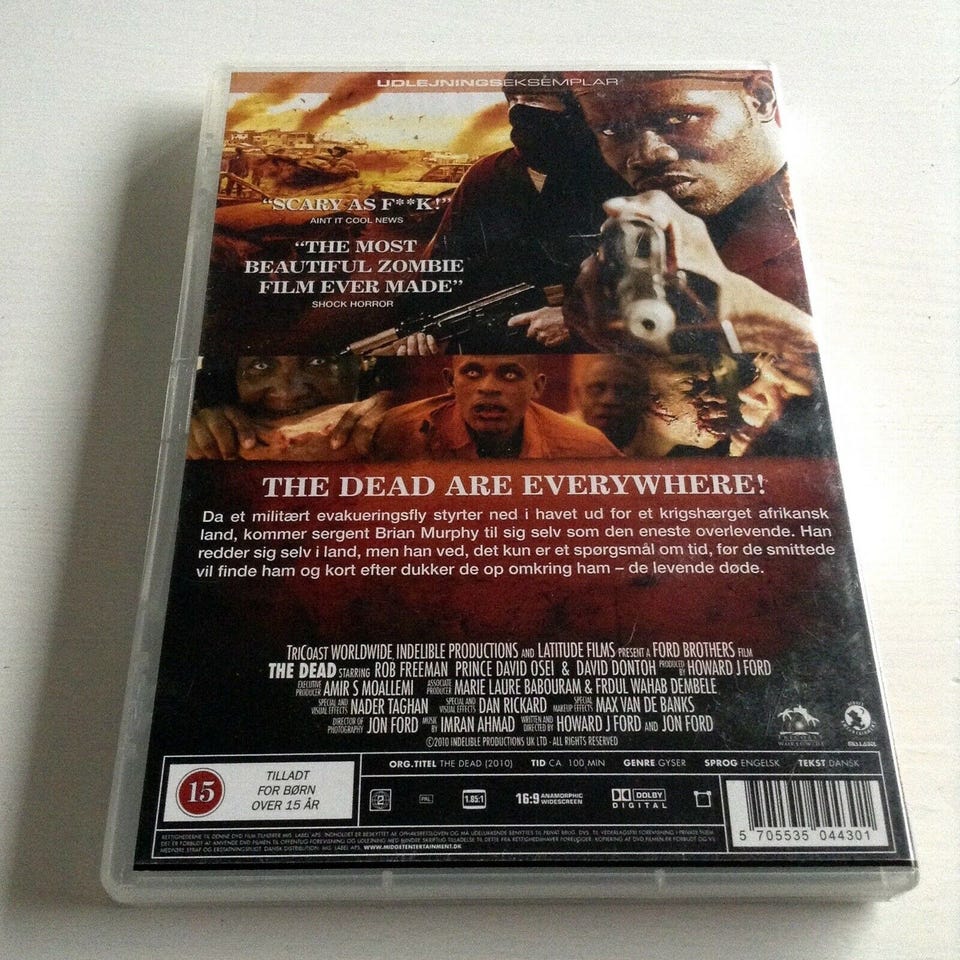 UDLEJNINGSEKSEMPLAR
“SCARY AS F**K!”
AINT IT COOL NEWS
“THE MOST
BEAUTIFUL ZOMBIE
FILM EVER MADE”
SHOCK HORROR
THE DEAD ARE EVERYWHERE!
Da et militært evakueringsfly styrter ned i havet ud for et krigshærget afrikansk
land, kommer sergent Brian Murphy til sig selv som den eneste overlevende. Han
redder sig selv i land, men han ved, det kun er et spørgsmål om tid, før de smittede
vil finde ham og kort efter dukker de op omkring ham – de levende døde.
TRICOAST WORLDWIDE INDELIBLE PRODUCTIONS AND LATITUDE FILMS PRESENT A FORD BROTHERS FILM
THE DEAD STARRING ROB FREEMAN PRINCE DAVID OSEI & DAVID DONTOH PRODUCED BY HOWARD J FORD
EXECUTIVE PRODUCER AMIR S MOALLEMI ASSOCIATE PRODUCER MARIE LAURE BABOURAM & FRDUL WAHAB DEMBELE
SPECIAL AND VISUAL EFFECTS NADER TAGHAN SPECIAL AND VISUAL EFFECTS DAN RICKARD SPECIAL MAKEUP EFFECTS MAX VAN DE BANKS
DIRECTOR OF PHOTOGRAPHY JON FORD MUSIC BY IMRAN AHMAD WRITTEN AND DIRECTED BY HOWARD J FORD AND JON FORD
©2010 INDELIBLE PRODUCTIONS UK LTD - ALL RIGHTS RESERVED
TRICOAST
WORLDWIDE
15
TILLADT
FOR BØRN
OVER 15 ÅR
ORG.TITEL THE DEAD (2010) TID CA. 100 MIN GENRE GYSER SPROG ENGELSK TEKST DANSK
2
PAL
1.85:1
16:9 ANAMORPHIC WIDESCREEN
DOLBY
DIGITAL
5 705535 044301
WWW.MIDGETENTERTAINMENT.DK